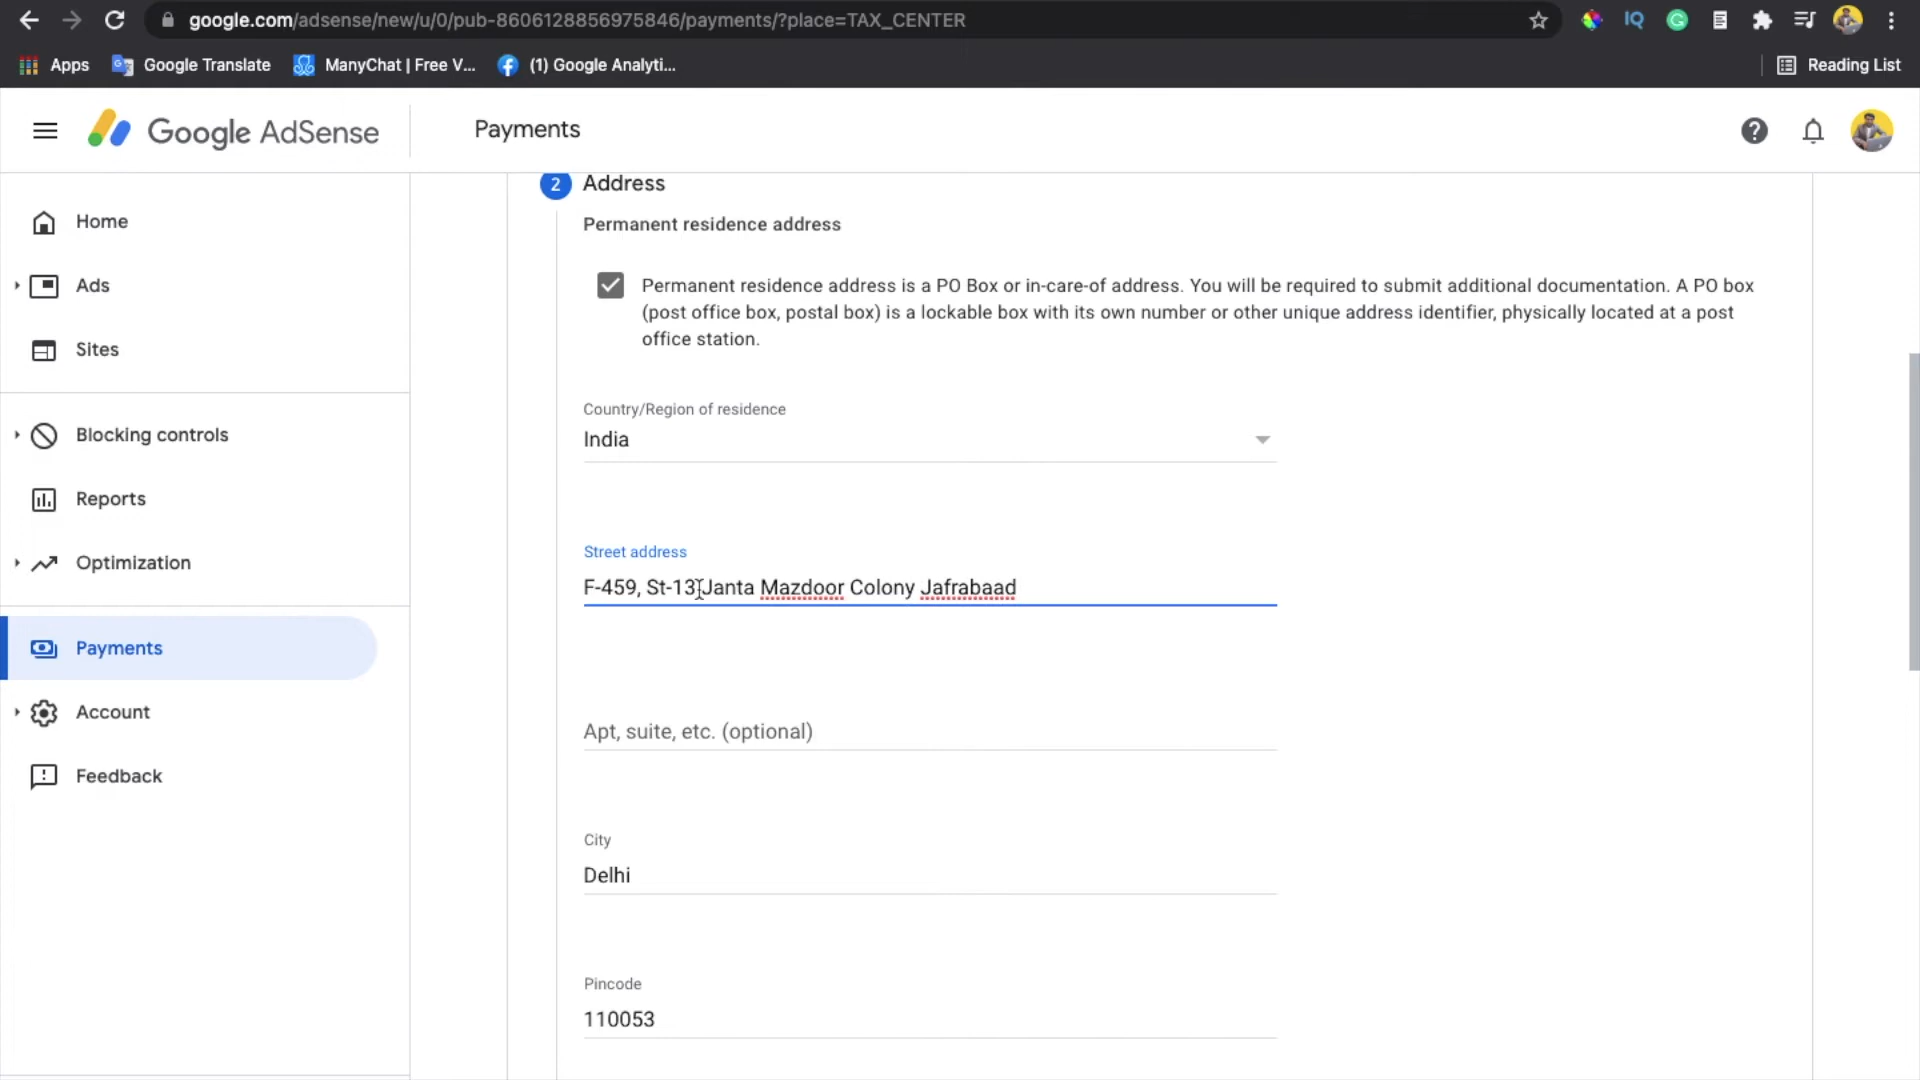 google.com/adsense/new/u/0/pub-8606128856975846/payments/?place=TAX_CENTER
IQ
Apps
Google Translate
ManyChat | Free V...
(1) Google Analyti...
Reading List
Google AdSense
Payments
Home
Ads
Sites
Blocking controls
Reports
Optimization
Payments
Account
Feedback
2 Address
Permanent residence address
Permanent residence address is a PO Box or in-care-of address. You will be required to submit additional documentation. A PO box
(post office box, postal box) is a lockable box with its own number or other unique address identifier, physically located at a post
office station.
Country/Region of residence
India
Street address
F-459, St-13 Janta Mazdoor Colony Jafrabaad
Apt, suite, etc. (optional)
City
Delhi
Pincode
110053